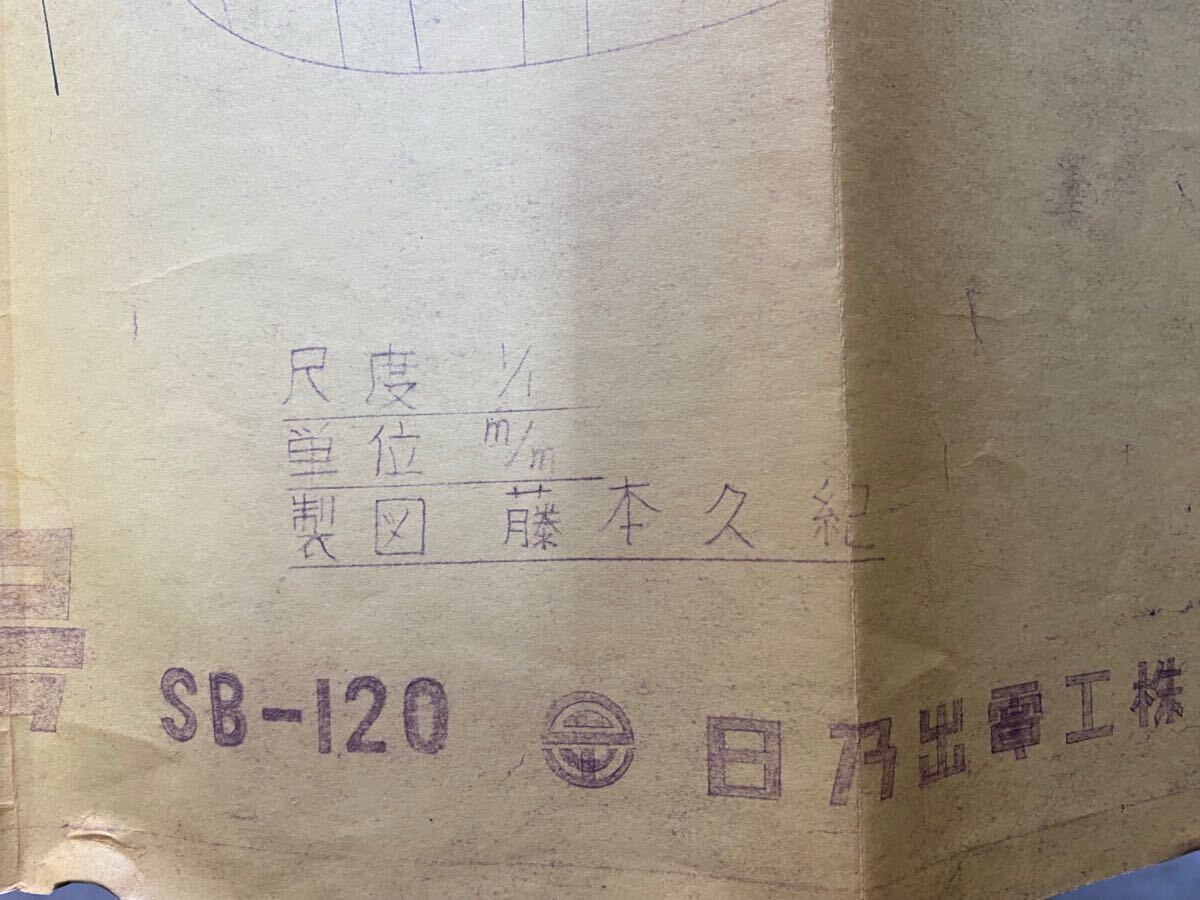 尺度 1/1
単位 m/m
製図 藤本久紀
SB-120 日乃出電工株